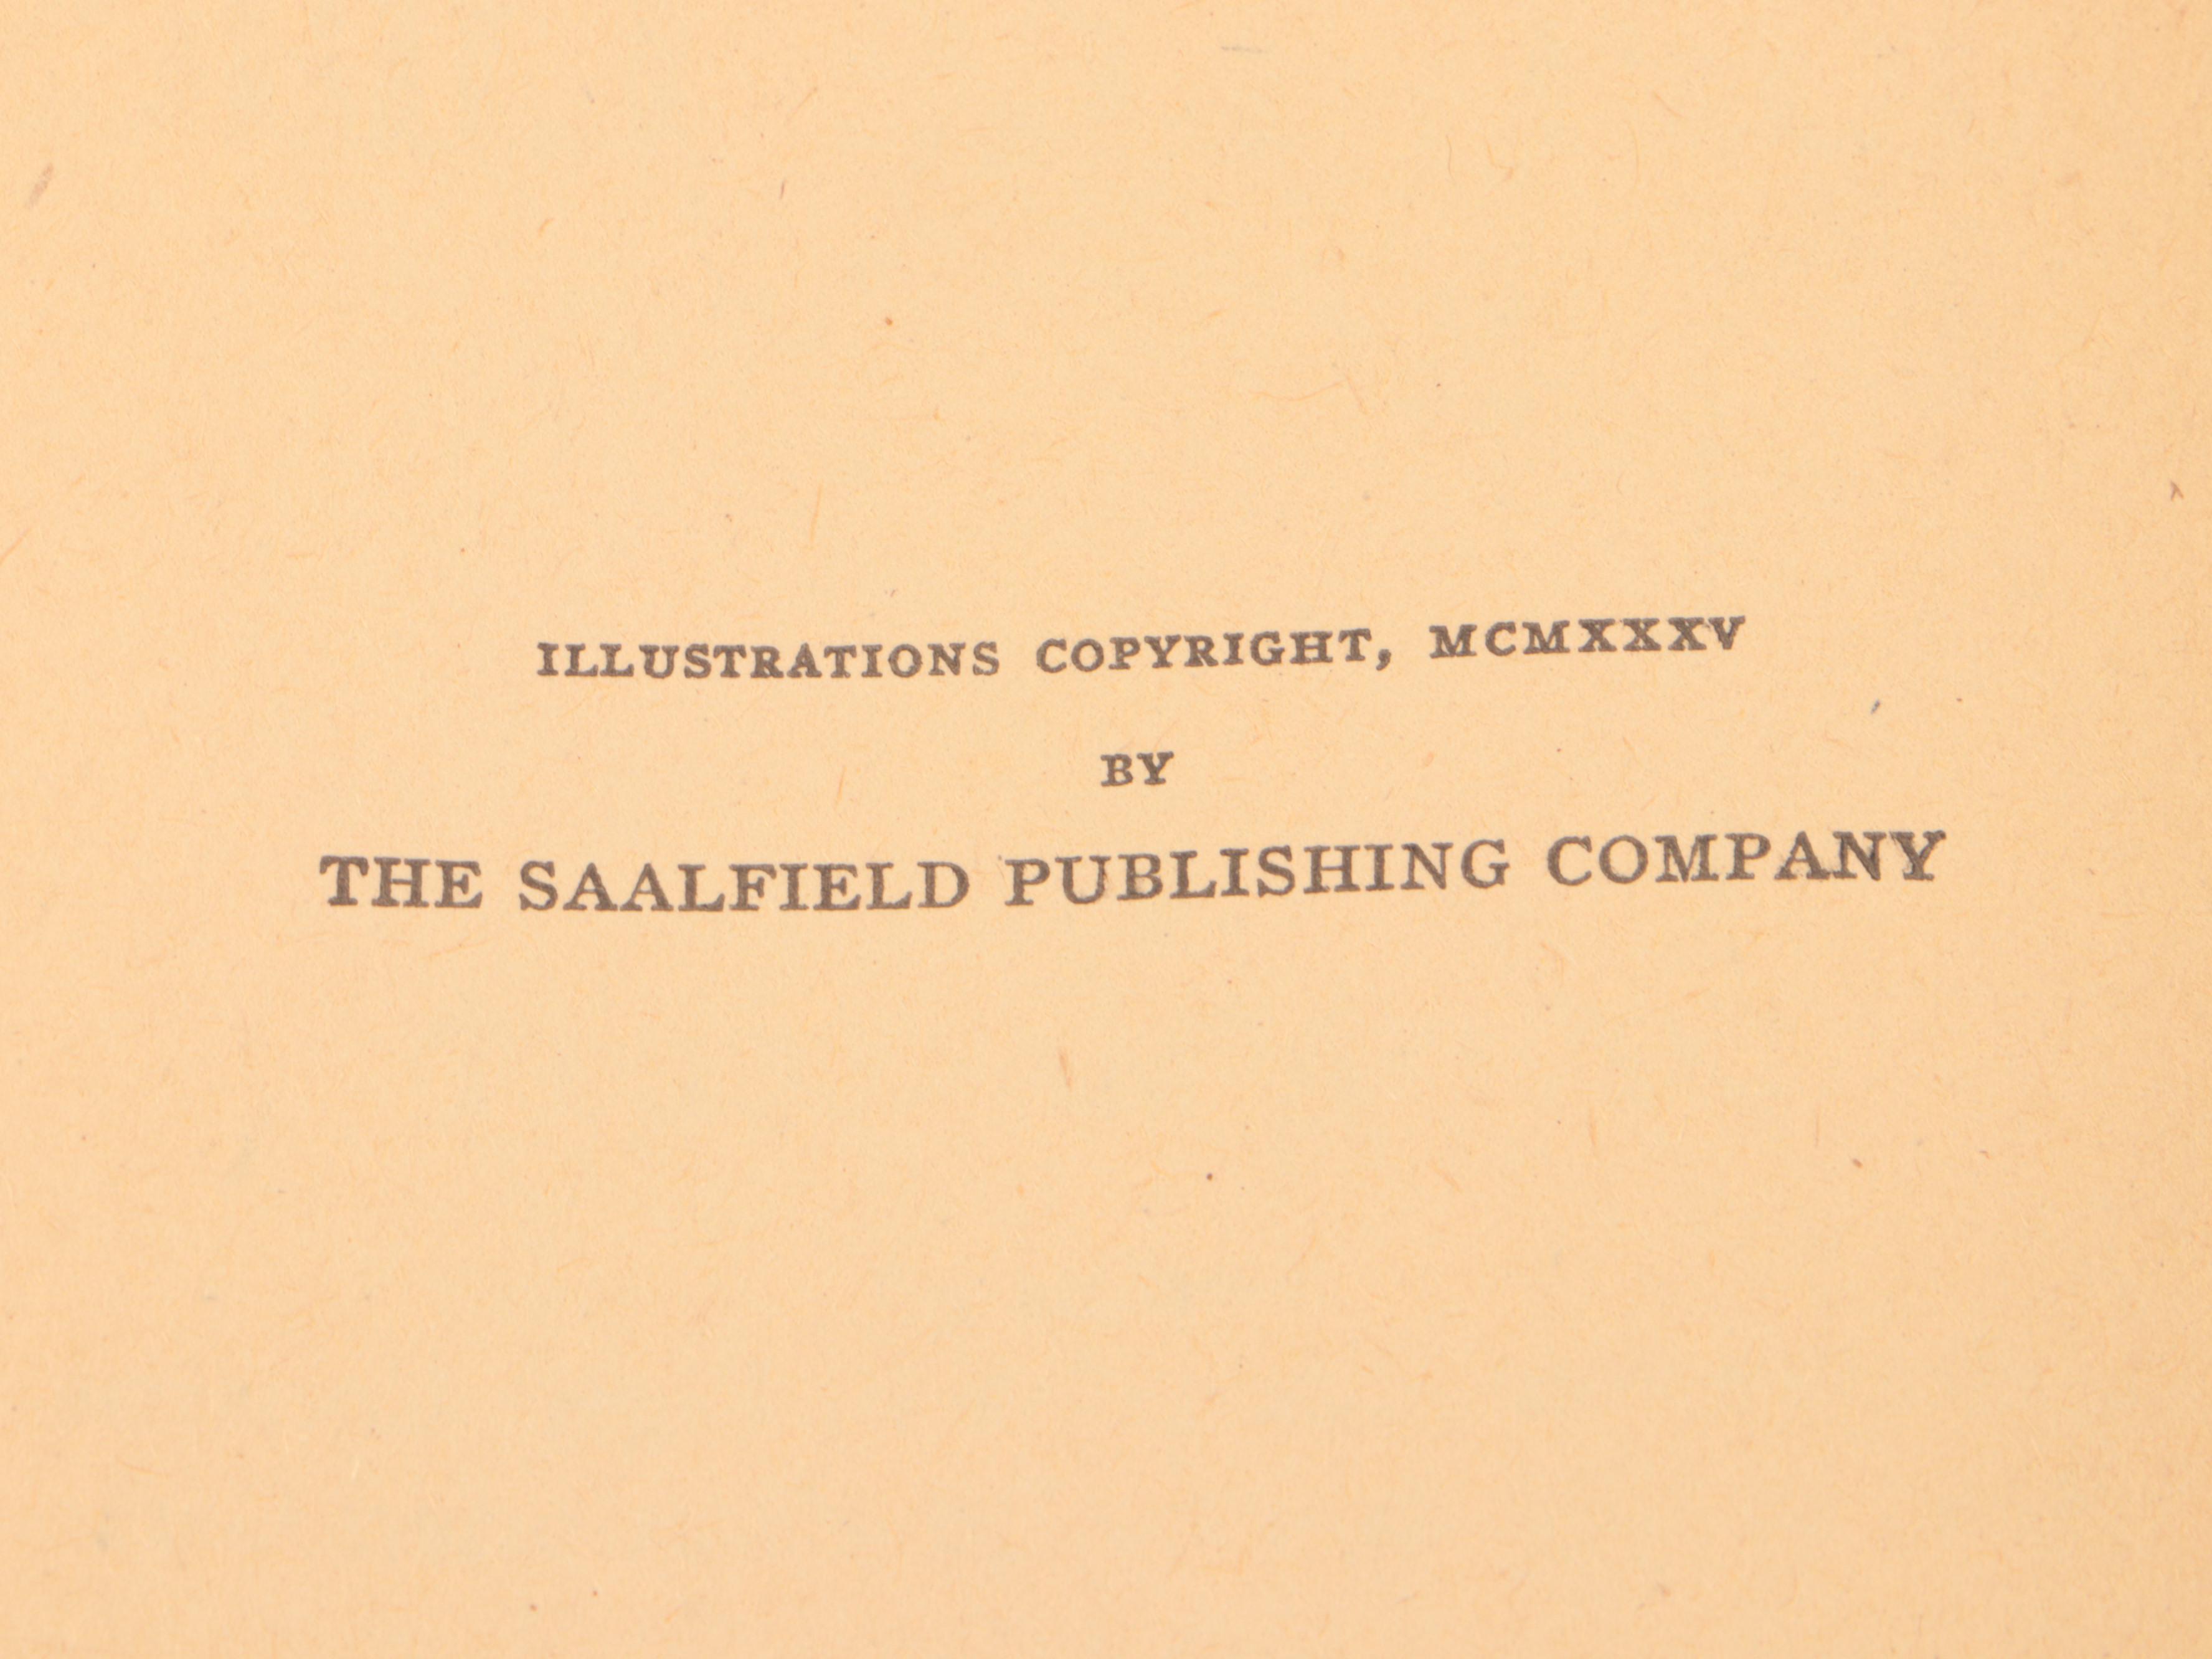 ILLUSTRATIONS COPYRIGHT, MCMXXXV
BY
THE SAALFIELD PUBLISHING COMPANY